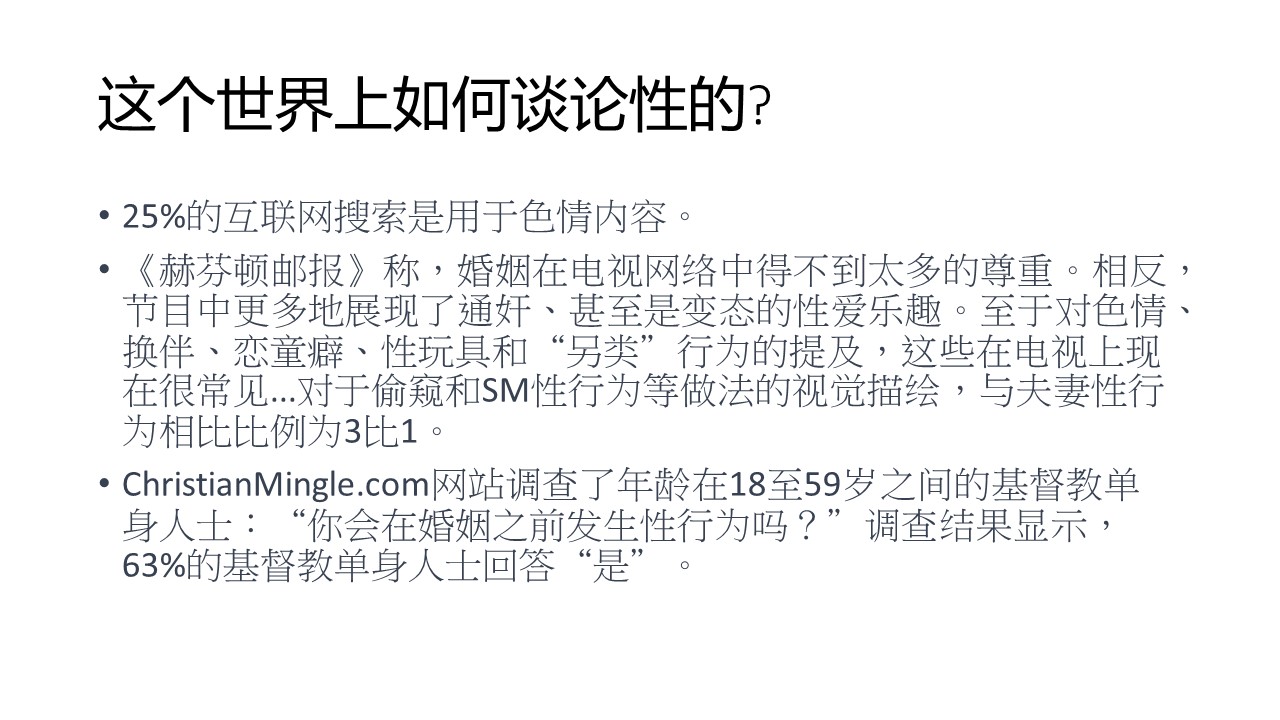 这个世界上如何谈论性的?
• 25%的互联网搜索是用于色情内容。
• 《赫芬顿邮报》称，婚姻在电视网络中得不到太多的尊重。相反，
节目中更多地展现了通奸、甚至是变态的性爱乐趣。至于对色情、
换伴、恋童癖、性玩具和“另类”行为的提及，这些在电视上现
在很常见...对于偷窥和SM性行为等做法的视觉描绘，与夫妻性行
为相比比例为3比1。
• ChristianMingle.com网站调查了年龄在18至59岁之间的基督教单
身人士：“你会在婚姻之前发生性行为吗？”调查结果显示，
63%的基督教单身人士回答“是”。